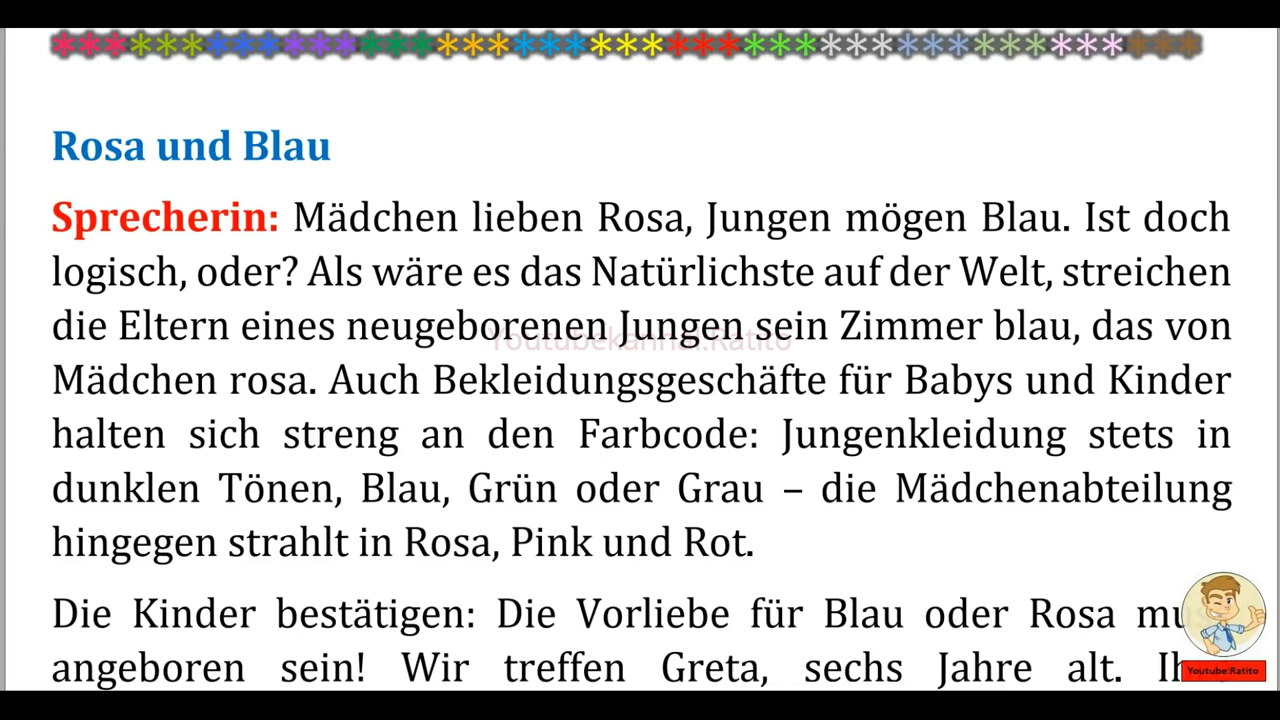 ******************************************
Rosa und Blau
Sprecherin: Mädchen lieben Rosa, Jungen mögen Blau. Ist doch
logisch, oder? Als wäre es das Natürlichste auf der Welt, streichen
die Eltern eines neugeborenen Jungen sein Zimmer blau, das von
Youtubekannal:Ratito
Mädchen rosa. Auch Bekleidungsgeschäfte für Babys und Kinder
halten sich streng an den Farbcode: Jungenkleidung stets in
dunklen Tönen, Blau, Grün oder Grau – die Mädchenabteilung
hingegen strahlt in Rosa, Pink und Rot.
Die Kinder bestätigen: Die Vorliebe für Blau oder Rosa
angeboren sein! Wir treffen Greta, sechs Jahre alt.
Youtube:Ratito